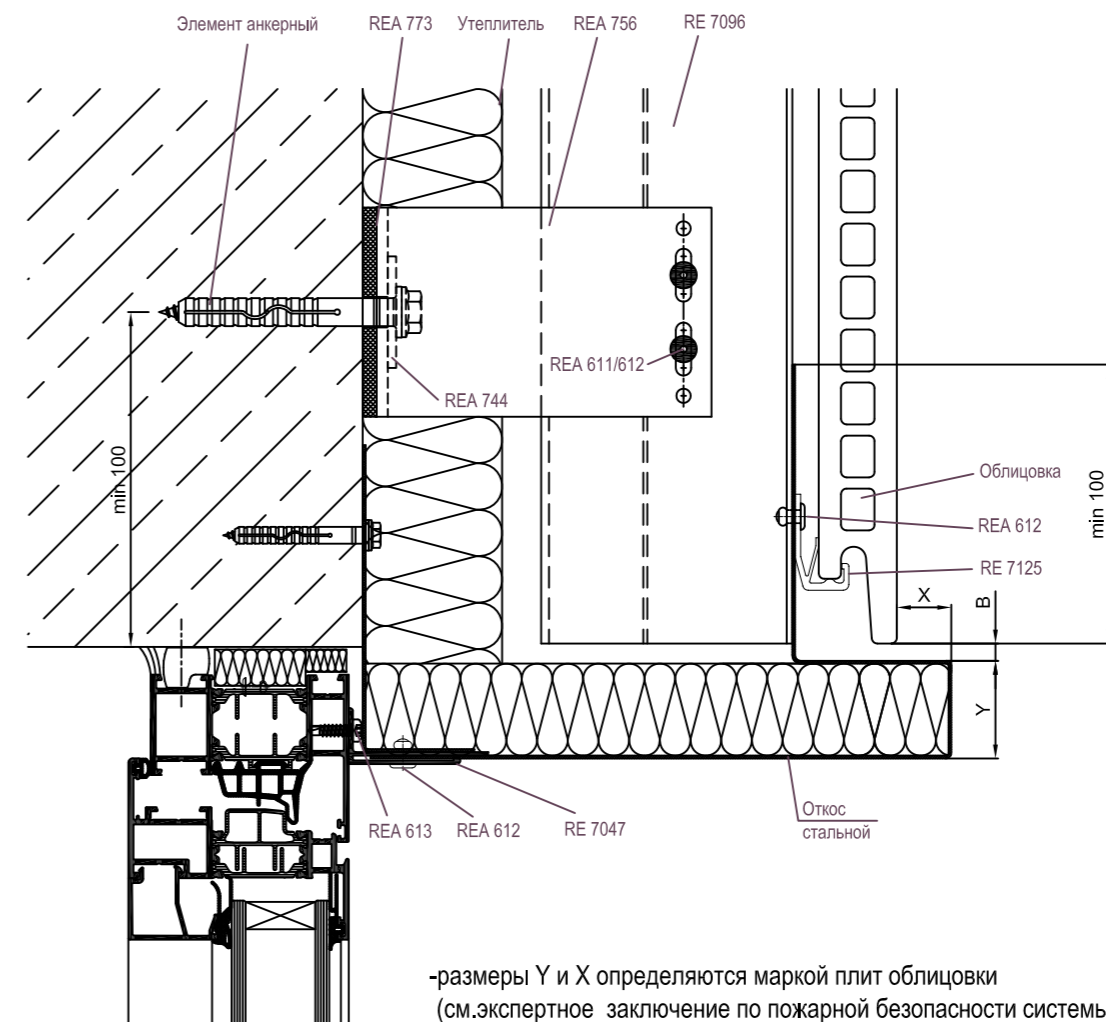 Элемент анкерный
REA 773
Утеплитель
REA 756
RE 7096
REA 611/612
REA 744
min 100
Облицовка
min 100
REA 612
RE 7125
X
B
Y
REA 613
REA 612
RE 7047
Откос
стальной
-размеры Y и X определяются маркой плит облицовки
(см.экспертное заключение по пожарной безопасности системы